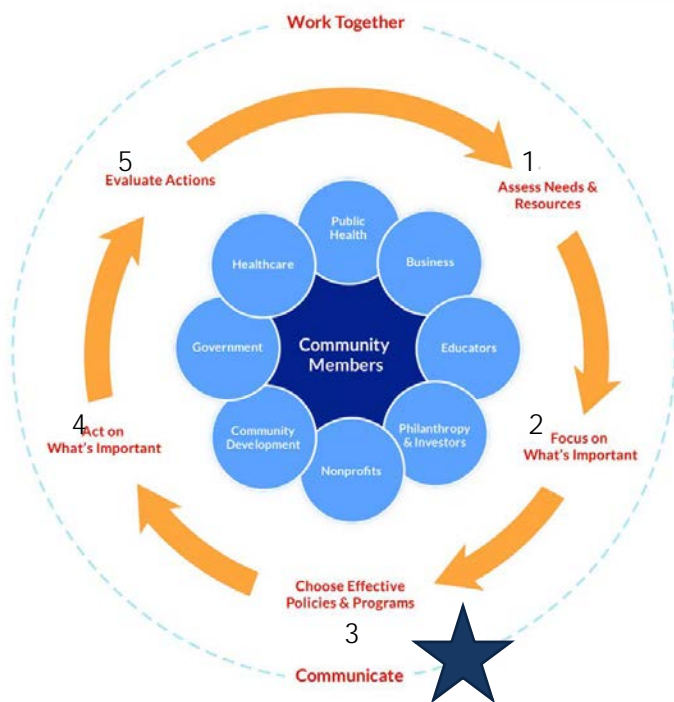 Work Together
5
Evaluate Actions
1
Assess Needs &
Resources
Public
Health
Healthcare
Business
Government
Community
Members
Educators
Community
Development
Philanthropy
& Investors
Nonprofits
4
Act on
What's Important
2
Focus on
What's Important
Choose Effective
Policies & Programs
3
Communicate